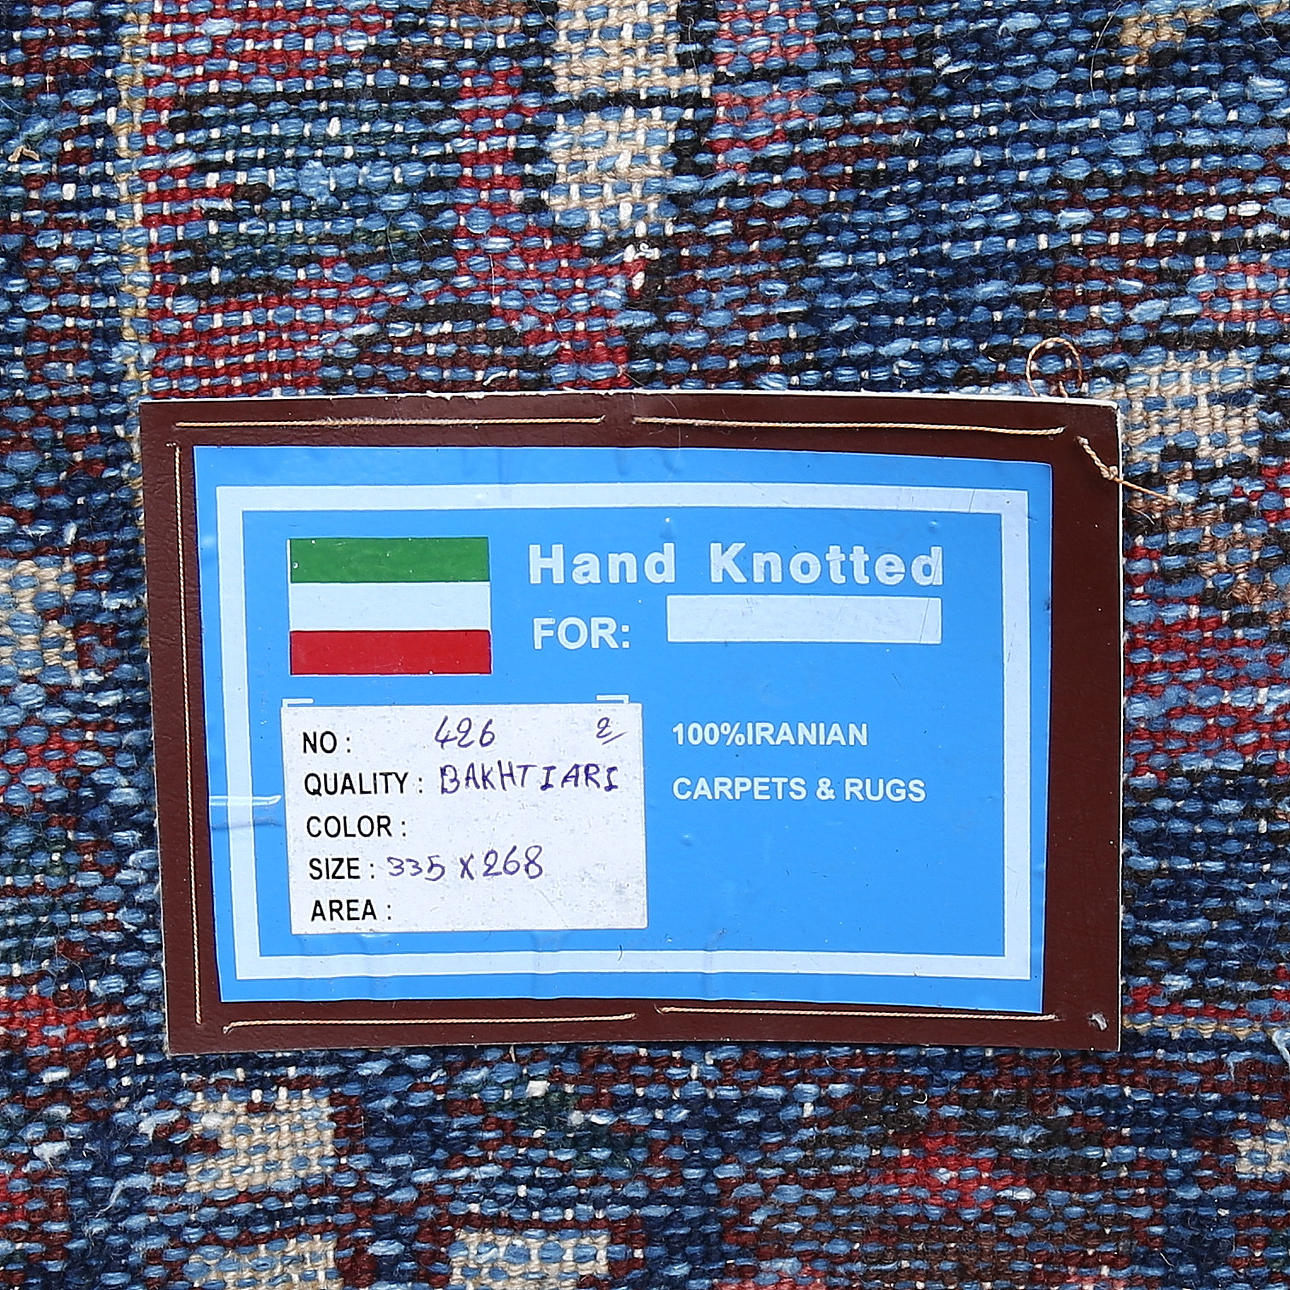 Hand Knotted
FOR:
NO : 426 2
QUALITY : BAKHTIARI
COLOR :
SIZE : 335 X 268
AREA :
100%IRANIAN
CARPETS & RUGS